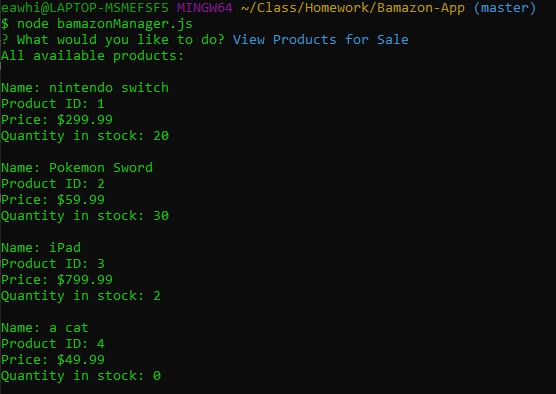 eawhi@LAPTOP-MSMEFSF5 MINGW64 ~/Class/Homework/Bamazon-App (master)
$ node bamazonManager.js
? What would you like to do? View Products for Sale
All available products:
Name: nintendo switch
Product ID: 1
Price: $299.99
Quantity in stock: 20
Name: Pokemon Sword
Product ID: 2
Price: $59.99
Quantity in stock: 30
Name: iPad
Product ID: 3
Price: $799.99
Quantity in stock: 2
Name: a cat
Product ID: 4
Price: $49.99
Quantity in stock: 0